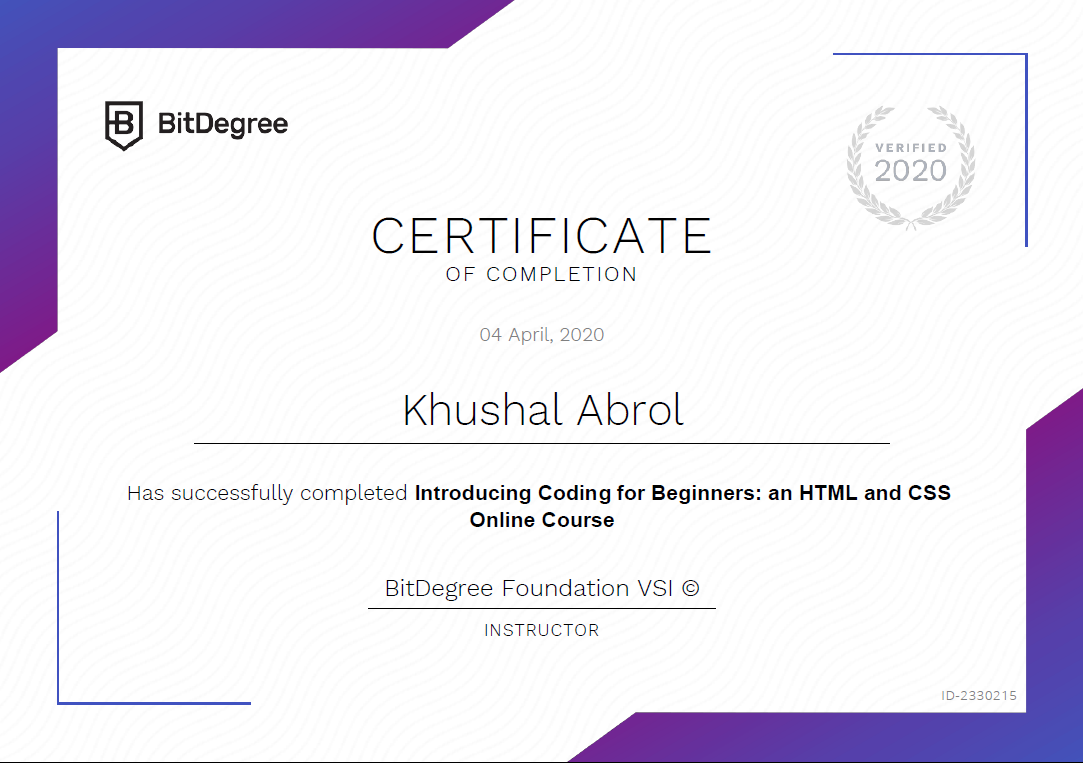 BitDegree
VERIFIED
2020
CERTIFICATE
OF COMPLETION
04 April, 2020
Khushal Abrol
Has successfully completed Introducing Coding for Beginners: an HTML and CSS
Online Course
BitDegree Foundation VSI ©
INSTRUCTOR
ID-2330215